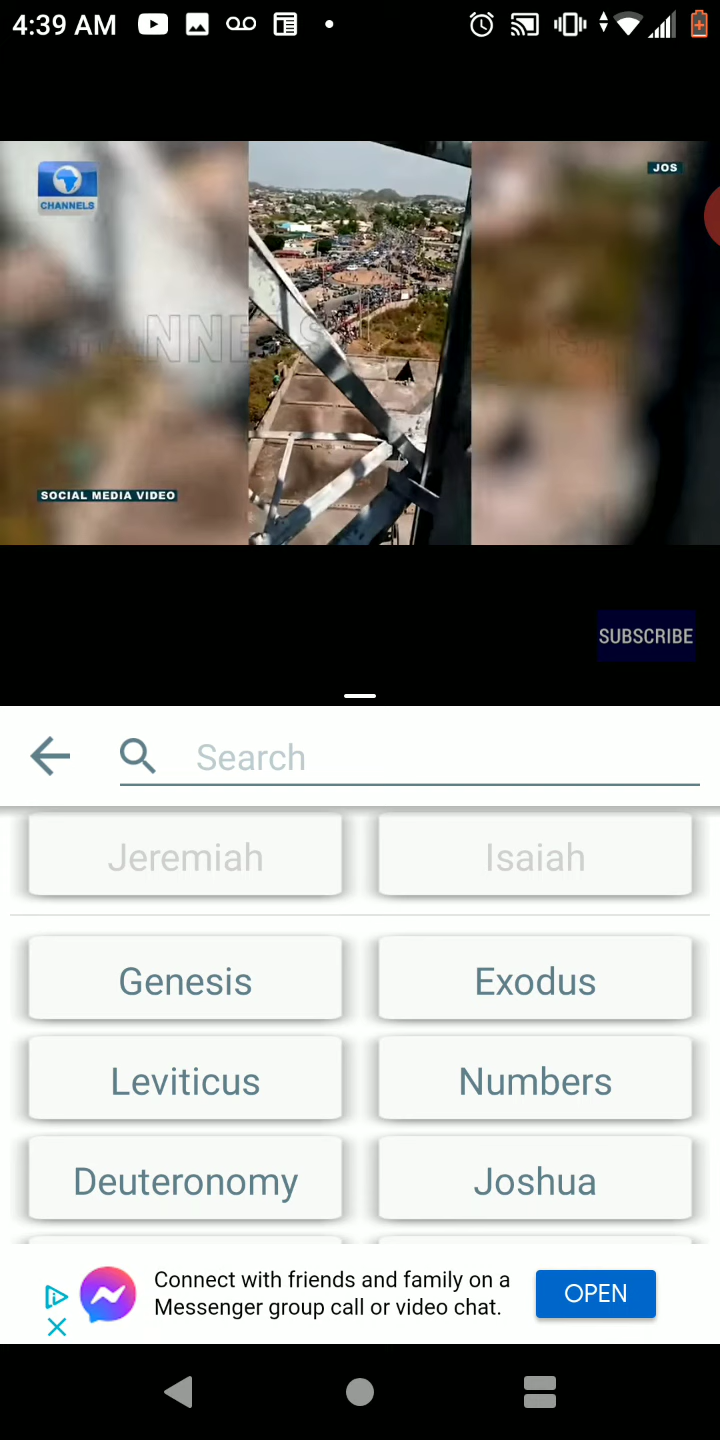 4:39 AM
CHANNELS
JOS
SOCIAL MEDIA VIDEO
SUBSCRIBE
Search
Jeremiah Isaiah
Genesis Exodus
Leviticus Numbers
Deuteronomy Joshua
Connect with friends and family on a
Messenger group call or video chat.
OPEN